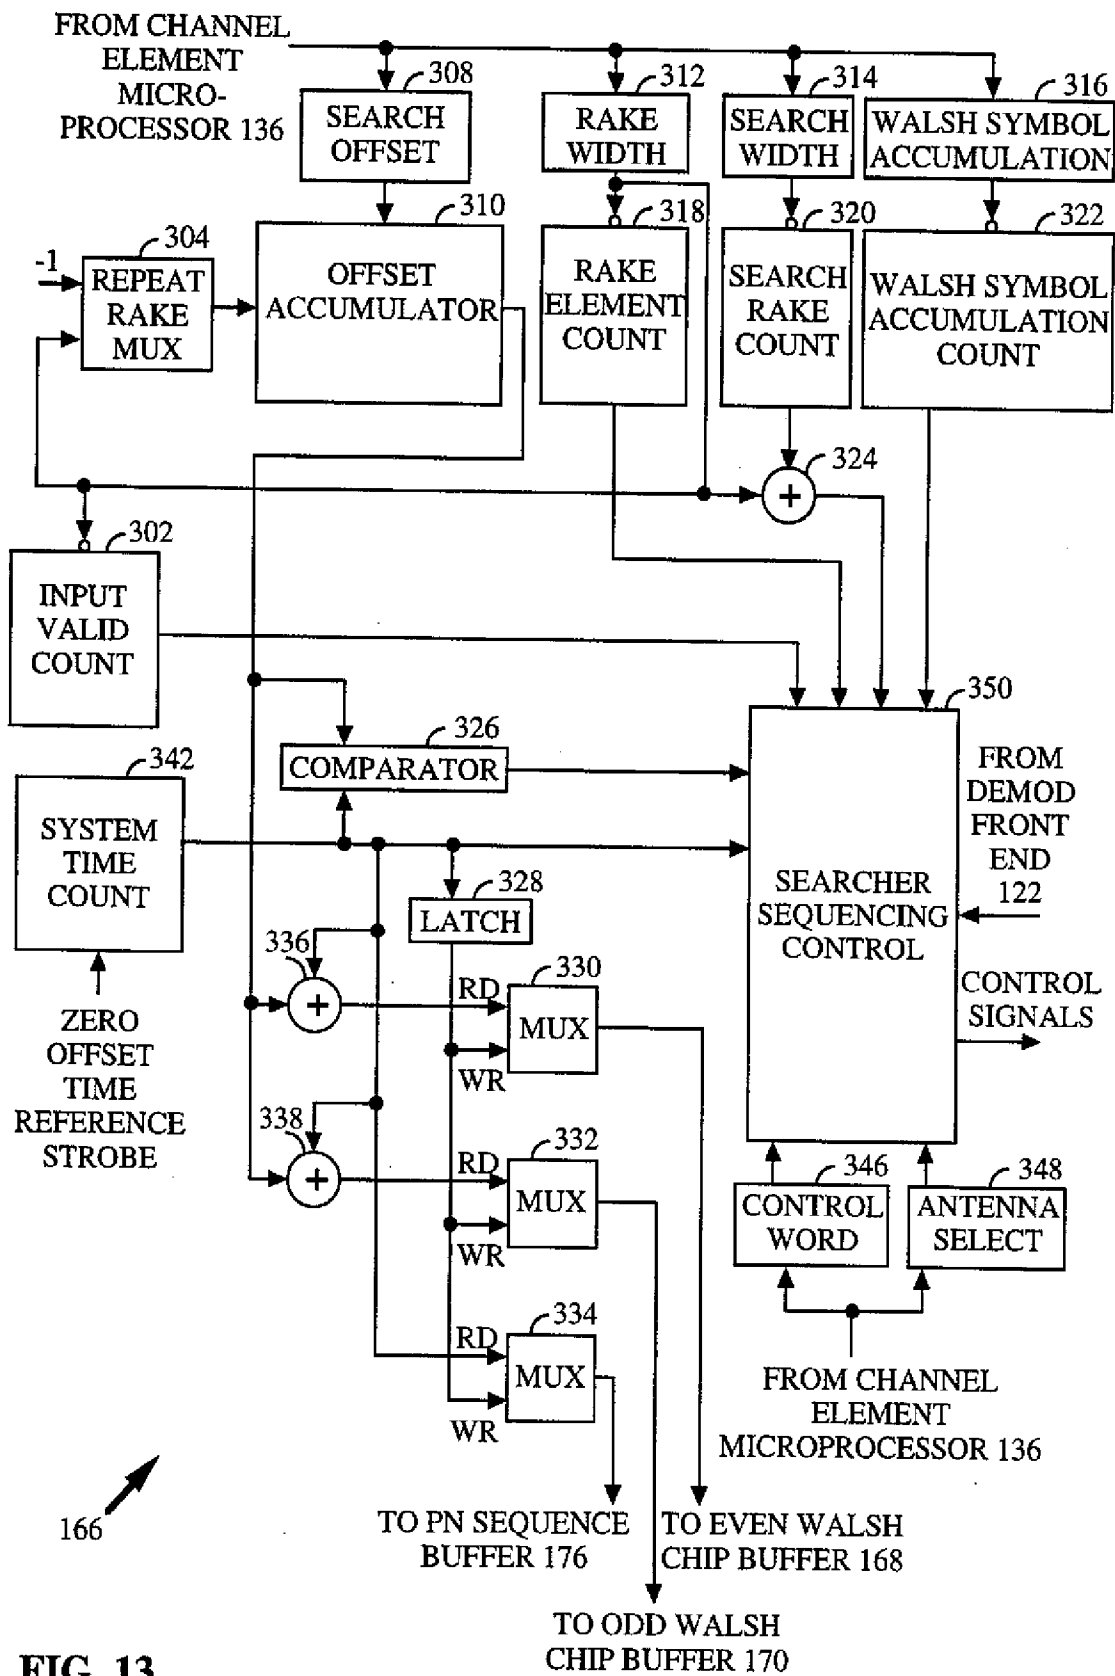 FROM CHANNEL
ELEMENT
MICRO-
PROCESSOR 136
308
SEARCH
OFFSET
312
RAKE
WIDTH
314
SEARCH
WIDTH
316
WALSH SYMBOL
ACCUMULATION
304
-1
REPEAT
RAKE
MUX
310
OFFSET
ACCUMULATOR
318
RAKE
ELEMENT
COUNT
320
SEARCH
RAKE
COUNT
322
WALSH SYMBOL
ACCUMULATION
COUNT
324
+
302
INPUT
VALID
COUNT
326
COMPARATOR
350
SEARCHER
SEQUENCING
CONTROL
FROM
DEMOD
FRONT
END
122
CONTROL
SIGNALS
342
SYSTEM
TIME
COUNT
ZERO
OFFSET
TIME
REFERENCE
STROBE
328
LATCH
336
+
RD
330
MUX
WR
338
+
RD
332
MUX
WR
RD
334
MUX
WR
346
CONTROL
WORD
348
ANTENNA
SELECT
FROM CHANNEL
ELEMENT
MICROPROCESSOR 136
166
TO PN SEQUENCE
BUFFER 176
TO EVEN WALSH
CHIP BUFFER 168
TO ODD WALSH
CHIP BUFFER 170
FIG. 13